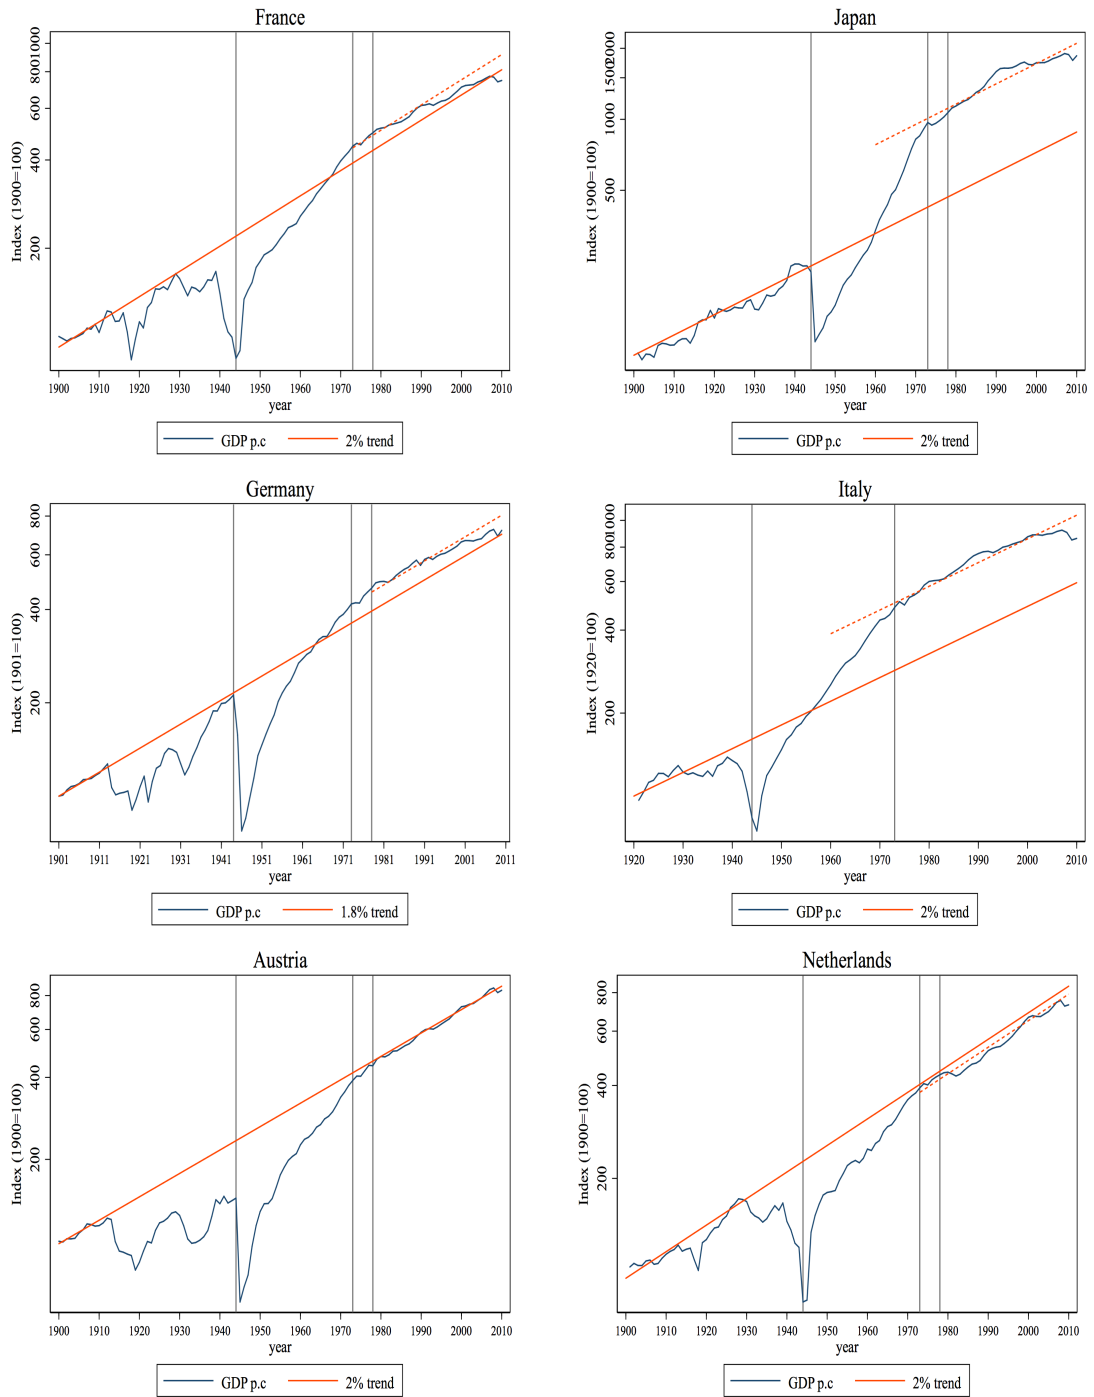 France
Index (1900=100)
200 400 600 800 1000
1900 1910 1920 1930 1940 1950 1960 1970 1980 1990 2000 2010
year
GDP p.c 2% trend
Japan
Index (1900=100)
500 1000 1500 2000
1900 1910 1920 1930 1940 1950 1960 1970 1980 1990 2000 2010
year
GDP p.c 2% trend
Germany
Index (1901=100)
200 400 600 800
1901 1911 1921 1931 1941 1951 1961 1971 1981 1991 2001 2011
year
GDP p.c 1.8% trend
Italy
Index (1920=100)
200 400 600 800 1000
1920 1930 1940 1950 1960 1970 1980 1990 2000 2010
year
GDP p.c 2% trend
Austria
Index (1900=100)
200 400 600 800
1900 1910 1920 1930 1940 1950 1960 1970 1980 1990 2000 2010
year
GDP p.c 2% trend
Netherlands
Index (1900=100)
200 400 600 800
1900 1910 1920 1930 1940 1950 1960 1970 1980 1990 2000 2010
year
GDP p.c 2% trend